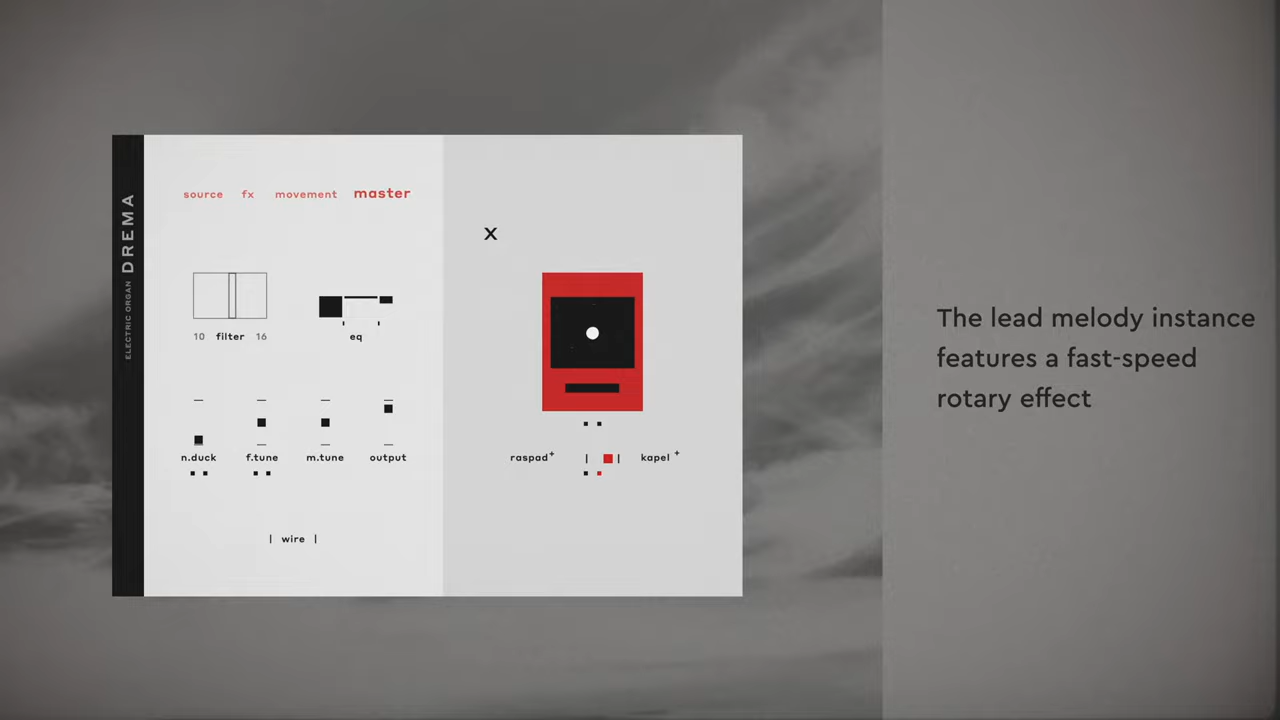 ELECTRIC ORGAN DREMA
source fx movement master
x
10 filter 16
eq
n.duck f.tune m.tune output
raspad+ | | kapel +
| wire |
The lead melody instance
features a fast-speed
rotary effect